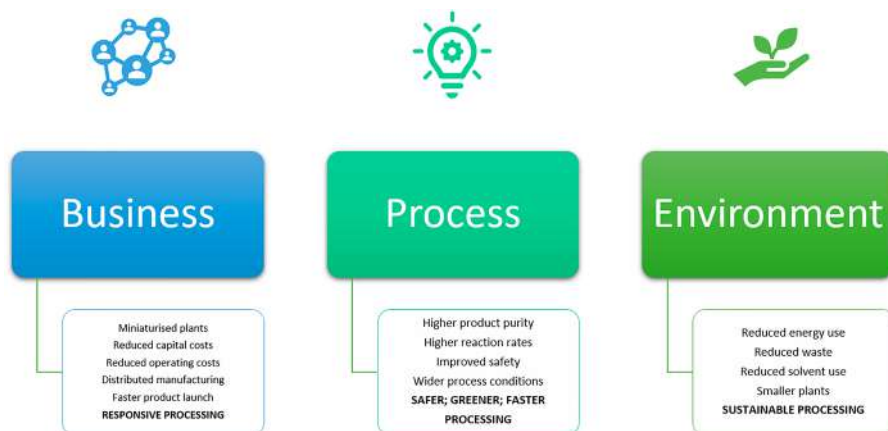 Business
Miniaturised plants
Reduced capital costs
Reduced operating costs
Distributed manufacturing
Faster product launch
RESPONSIVE PROCESSING
Process
Higher product purity
Higher reaction rates
Improved safety
Wider process conditions
SAFER; GREENER; FASTER
PROCESSING
Environment
Reduced energy use
Reduced waste
Reduced solvent use
Smaller plants
SUSTAINABLE PROCESSING